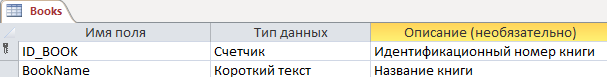 Books
Имя поля Тип данных Описание (необязательно)
ID_BOOK Счетчик Идентификационный номер книги
BookName Короткий текст Название книги